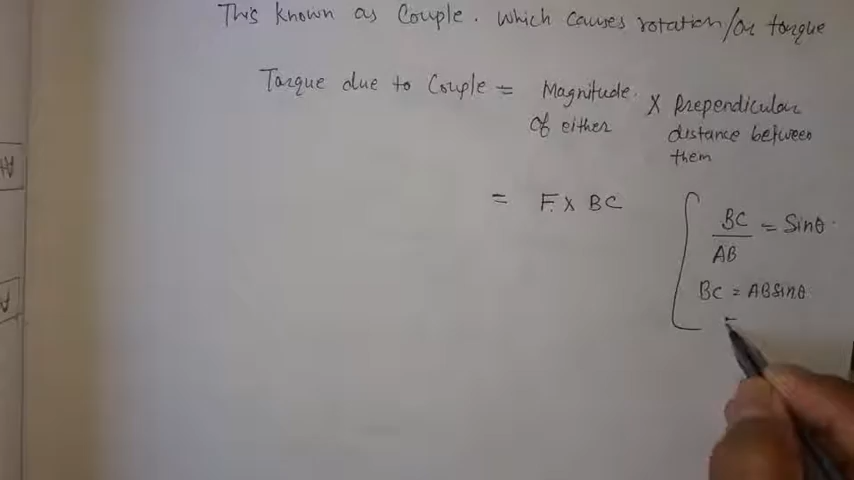 This known as Couple. which causes rotation/or torque
Torque due to Couple = Magnitude of either × Prependicular distance between them
= F × BC
BC/AB = Sinθ
BC = ABsinθ
=